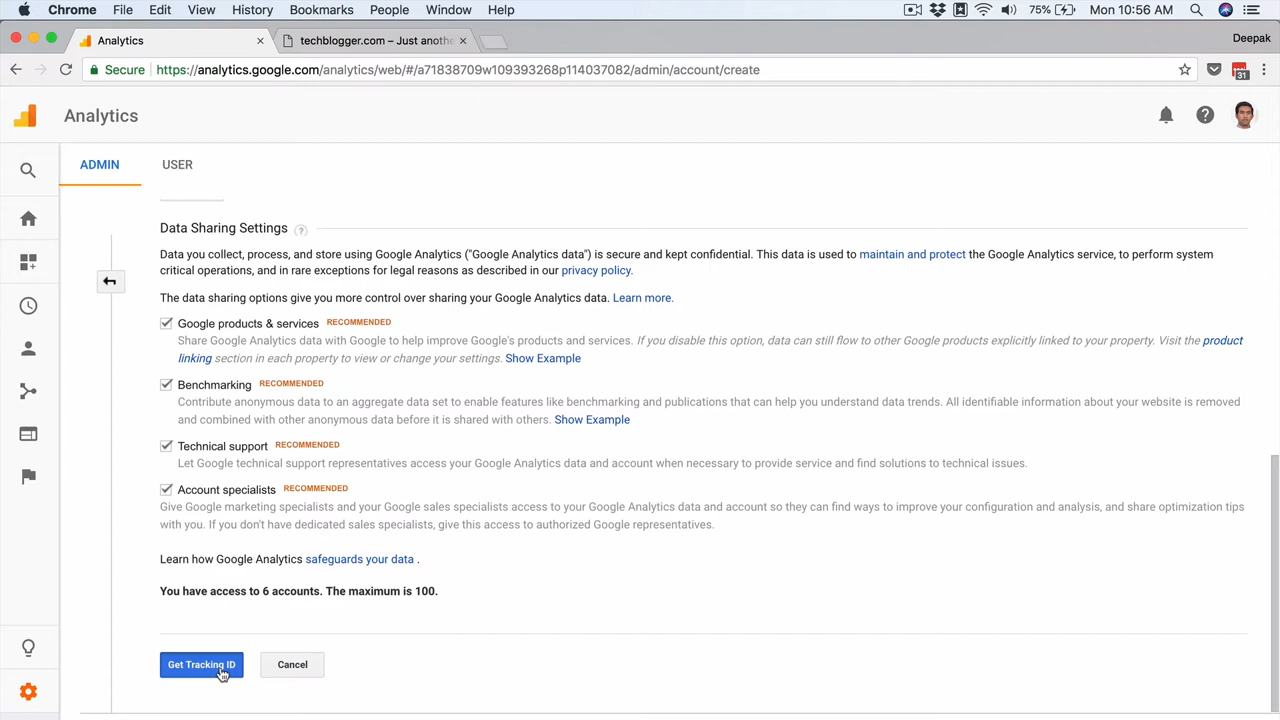 Chrome File Edit View History Bookmarks People Window Help 75% Mon 10:56 AM
Analytics techblogger.com – Just anothe Deepak
Secure https://analytics.google.com/analytics/web/#/a71838709w109393268p114037082/admin/account/create 31
Analytics
ADMIN USER
Data Sharing Settings ?
Data you collect, process, and store using Google Analytics ("Google Analytics data") is secure and kept confidential. This data is used to maintain and protect the Google Analytics service, to perform system
critical operations, and in rare exceptions for legal reasons as described in our privacy policy.
The data sharing options give you more control over sharing your Google Analytics data. Learn more.
Google products & services RECOMMENDED
Share Google Analytics data with Google to help improve Google's products and services. If you disable this option, data can still flow to other Google products explicitly linked to your property. Visit the product
linking section in each property to view or change your settings. Show Example
Benchmarking RECOMMENDED
Contribute anonymous data to an aggregate data set to enable features like benchmarking and publications that can help you understand data trends. All identifiable information about your website is removed
and combined with other anonymous data before it is shared with others. Show Example
Technical support RECOMMENDED
Let Google technical support representatives access your Google Analytics data and account when necessary to provide service and find solutions to technical issues.
Account specialists RECOMMENDED
Give Google marketing specialists and your Google sales specialists access to your Google Analytics data and account so they can find ways to improve your configuration and analysis, and share optimization tips
with you. If you don't have dedicated sales specialists, give this access to authorized Google representatives.
Learn how Google Analytics safeguards your data .
You have access to 6 accounts. The maximum is 100.
Get Tracking ID Cancel